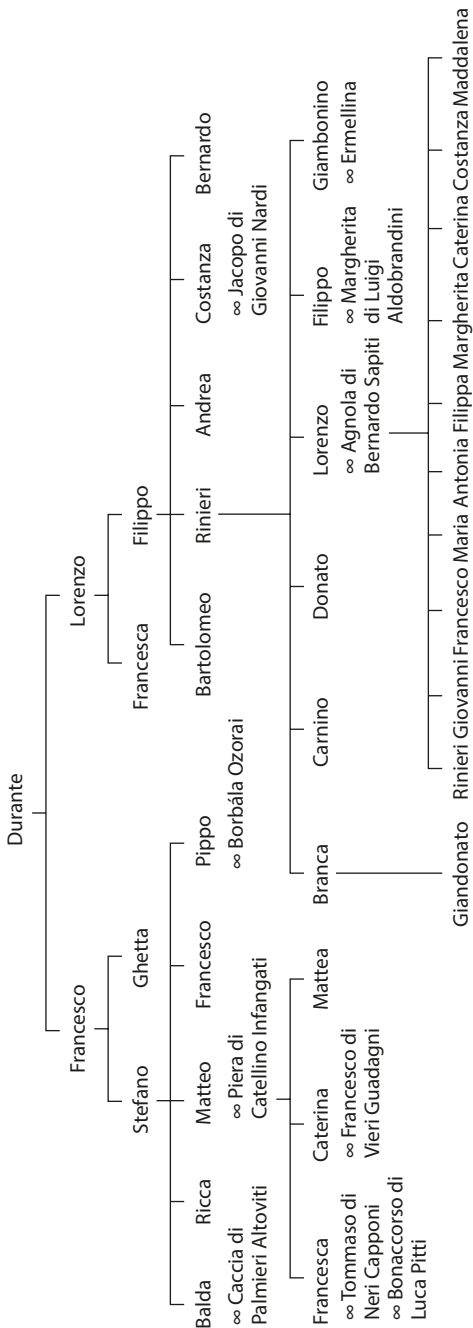 Durante
Francesco
Lorenzo
Stefano
Ghetta
Francesca
Filippo
Balda
∞ Caccia di
Palmieri Altoviti
Ricca
Matteo
∞ Piera di
Catellino Infangati
Francesco
Pippo
∞ Borbála Ozorai
Bartolomeo
Rinieri
Andrea
Costanza
∞ Jacopo di
Giovanni Nardi
Bernardo
Francesca
∞ Tommaso di
Neri Capponi
∞ Bonaccorso di
Luca Pitti
Caterina
∞ Francesco di
Vieri Guadagni
Mattea
Branca
Carnino
Donato
Lorenzo
∞ Agnola di
Bernardo Sapiti
Filippo
∞ Margherita
di Luigi
Aldobrandini
Giambonino
∞ Ermellina
Giandonato
Rinieri Giovanni Francesco Maria Antonia Filippa Margherita Caterina Costanza Maddalena